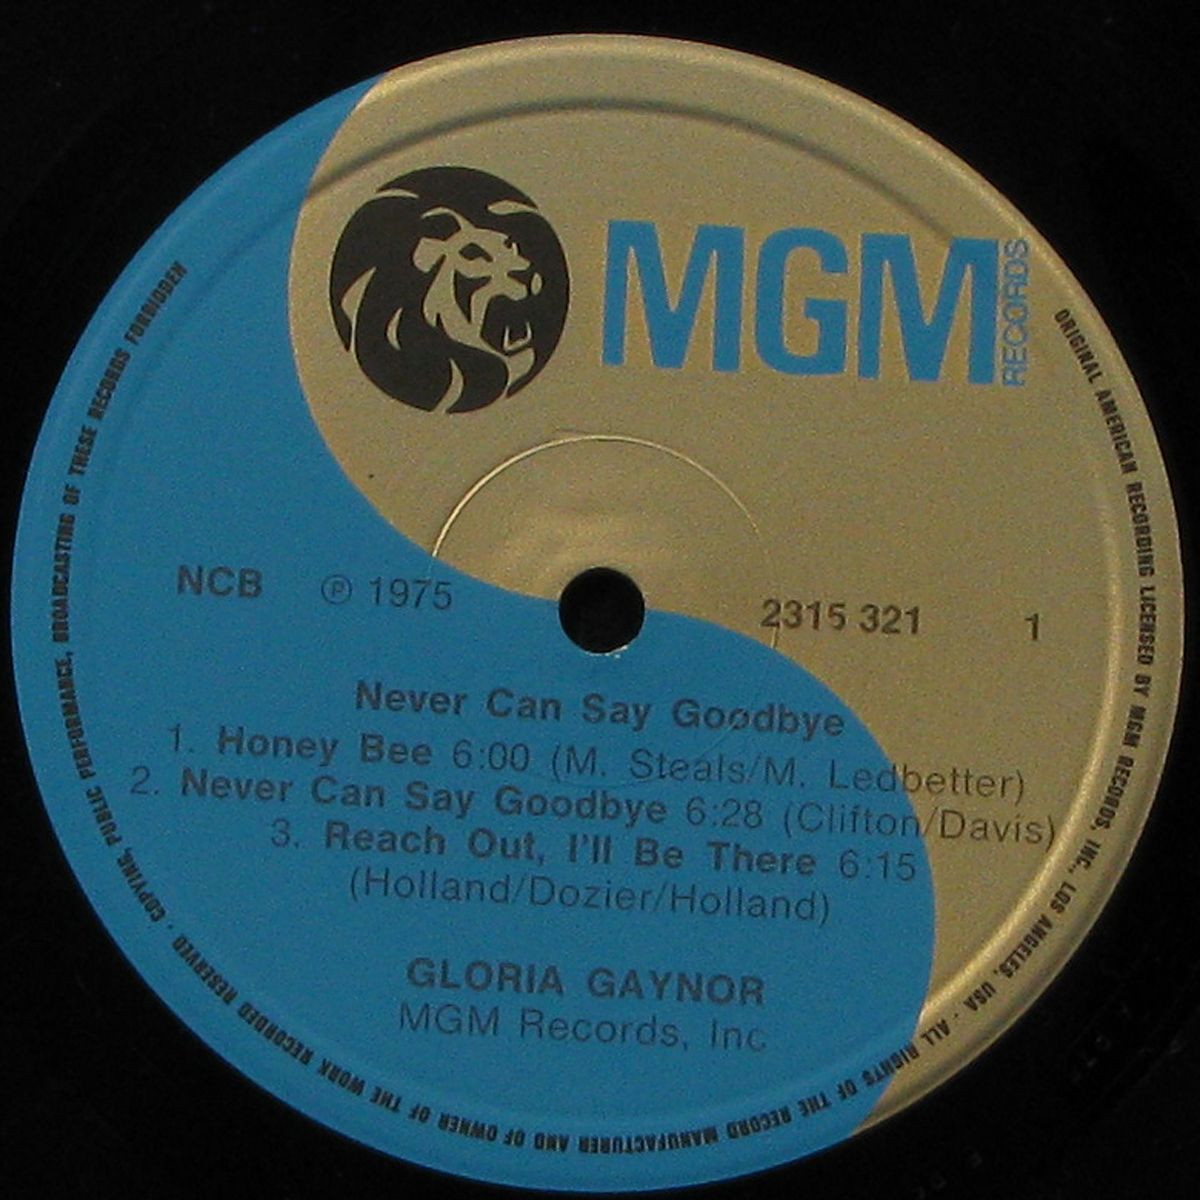 MGM
RECORDS
NCB ℗ 1975
2315 321 1
Never Can Say Goodbye
1. Honey Bee 6:00 (M. Steals/M. Ledbetter)
2. Never Can Say Goodbye 6:28 (Clifton/Davis)
3. Reach Out, I'll Be There 6:15
(Holland/Dozier/Holland)
GLORIA GAYNOR
MGM Records, Inc
ORIGINAL AMERICAN RECORDING LICENSED BY MGM RECORDS, INC., LOS ANGELES, USA · ALL RIGHTS OF THE RECORD MANUFACTURER AND OF OWNER OF THE WORK RECORDED RESERVED · COPYING, PUBLIC PERFORMANCE, BROADCASTING OF THESE RECORDS FORBIDDEN